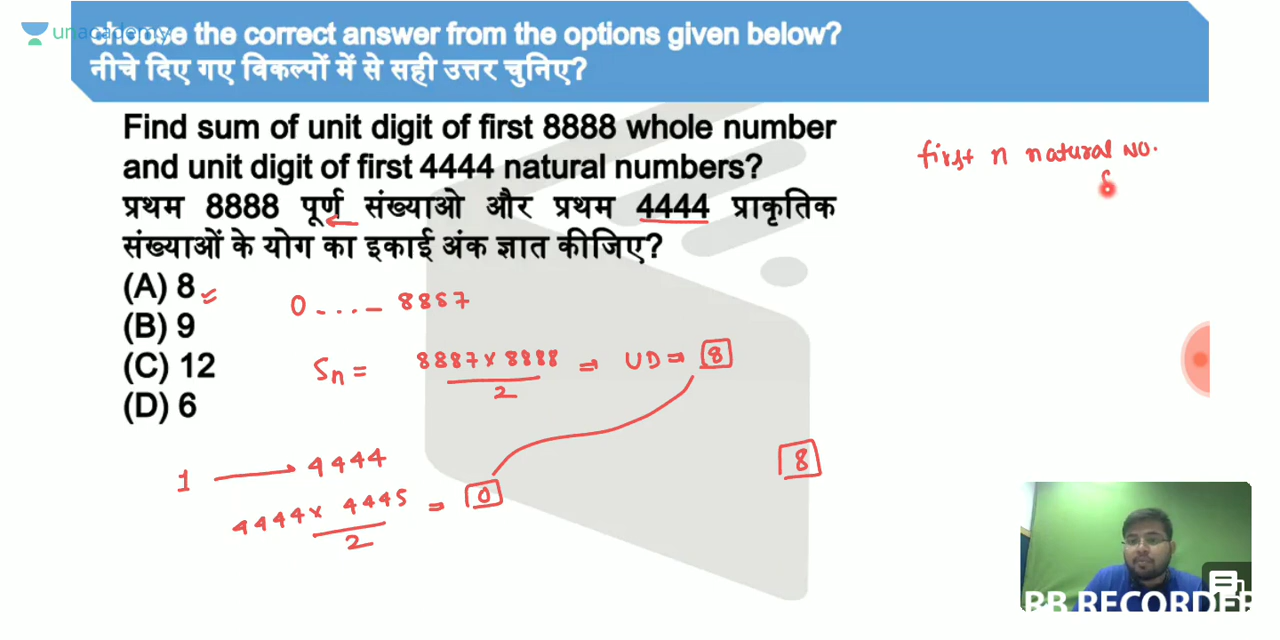 unacademy
choose the correct answer from the options given below?
नीचे दिए गए विकल्पों में से सही उत्तर चुनिए?
Find sum of unit digit of first 8888 whole number
and unit digit of first 4444 natural numbers?
प्रथम 8888 पूर्ण संख्याओ और प्रथम 4444 प्राकृतिक
संख्याओं के योग का इकाई अंक ज्ञात कीजिए?
(A) 8
(B) 9
(C) 12
(D) 6
first n natural No.
0 ... 8887
Sn = 8887 x 8888 / 2 => UD => 8
1 → 4444
4444 x 4445 / 2 = 0
8
RB RECORDER